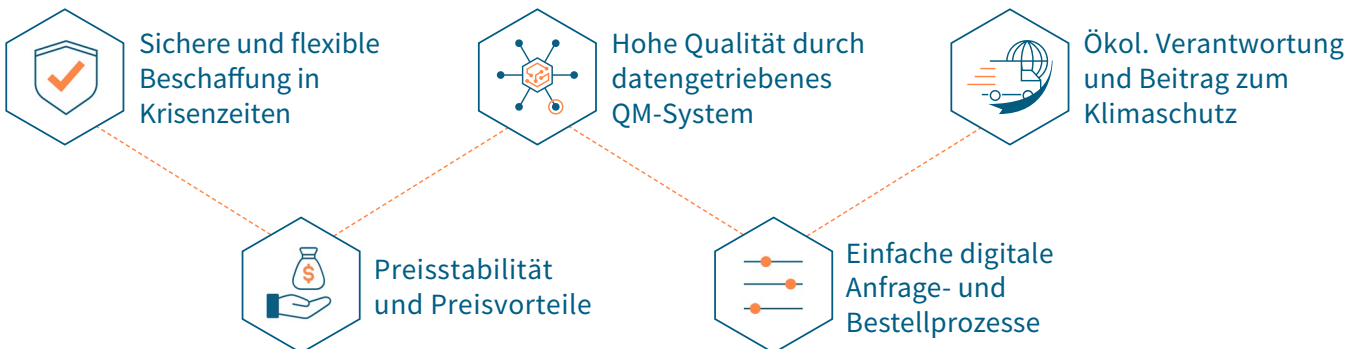 Sichere und flexible
Beschaffung in
Krisenzeiten
Preisstabilität
und Preisvorteile
Hohe Qualität durch
datengetriebenes
QM-System
Einfache digitale
Anfrage- und
Bestellprozesse
Ökol. Verantwortung
und Beitrag zum
Klimaschutz